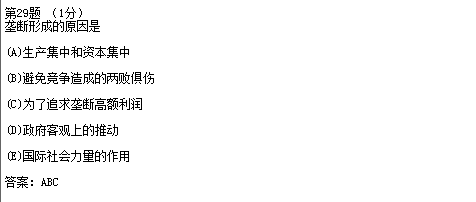 第29题 （1分）
垄断形成的原因是
(A)生产集中和资本集中
(B)避免竞争造成的两败俱伤
(C)为了追求垄断高额利润
(D)政府客观上的推动
(E)国际社会力量的作用
答案: ABC